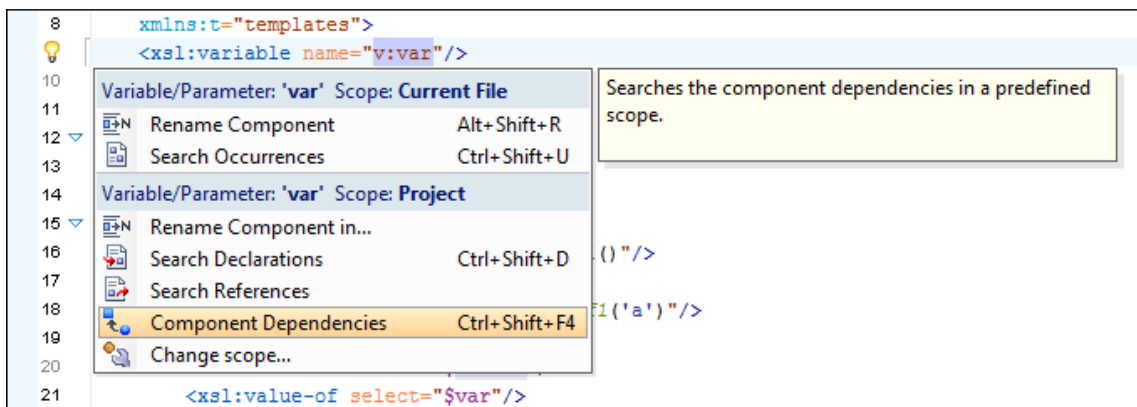 8 xmlns:t="templates">
<xsl:variable name="v:var"/>
10
Variable/Parameter: 'var' Scope: Current File
Searches the component dependencies in a predefined
scope.
11
Rename Component Alt+Shift+R
12
Search Occurrences Ctrl+Shift+U
13
14
Variable/Parameter: 'var' Scope: Project
15
Rename Component in...
16
Search Declarations Ctrl+Shift+D
()"/>
17
Search References
18
f1('a')"/>
Component Dependencies Ctrl+Shift+F4
19
Change scope...
20
21 <xsl:value-of select="$var"/>